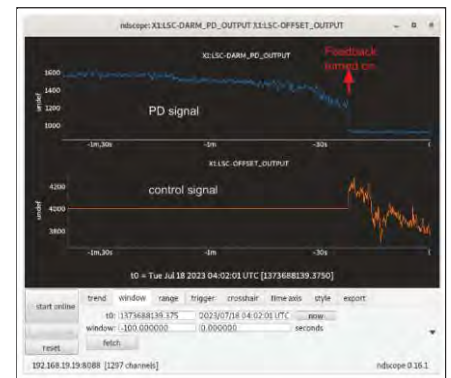 ndscope: X1:LSC-DARM_PD_OUTPUT X1:LSC-OFFSET_OUTPUT
X1:LSC-DARM_PD_OUTPUT
Feedback
turned on
1600
1400
1200
1000
undef
PD signal
-1m,30s
-1m
-30s
X1:LSC-OFFSET_OUTPUT
4200
4000
3800
undef
control signal
-1m,30s
-1m
-30s
t0 = Tue Jul 18 2023 04:02:01 UTC [1373688139.3750]
start online
trend window range trigger crosshair time axis style export
t0: 1373688139.375 2023/07/18 04:02:01 UTC now
window: -100.000000 0.000000 seconds
reset
fetch
192.168.19.19:8088 [1297 channels]
ndscope 0.16.1